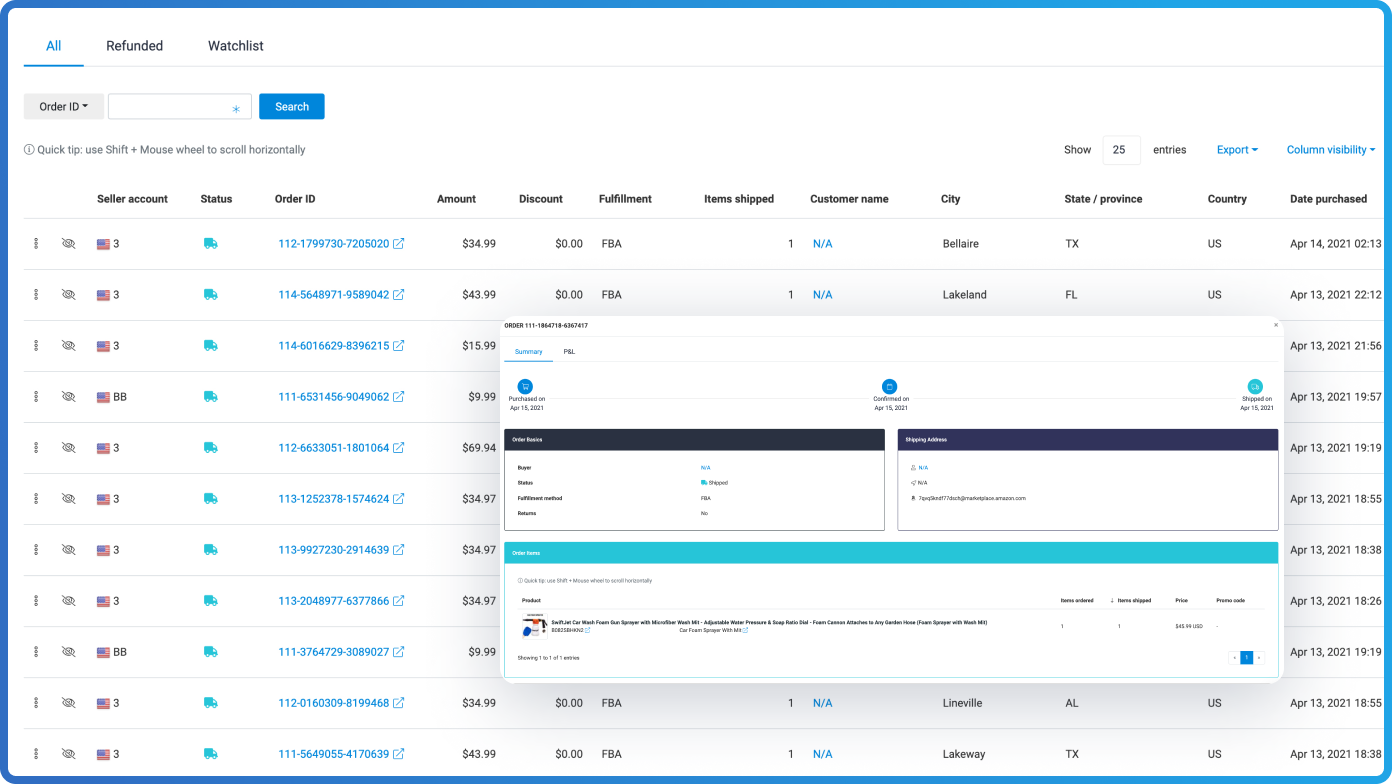 All Refunded Watchlist
Order ID Search
Quick tip: use Shift + Mouse wheel to scroll horizontally Show 25 entries Export Column visibility
Seller account Status Order ID Amount Discount Fulfillment Items shipped Customer name City State / province Country Date purchased
3 112-1799730-7205020 $34.99 $0.00 FBA 1 N/A Bellaire TX US Apr 14, 2021 02:13
3 114-5648971-9589042 $43.99 $0.00 FBA 1 N/A Lakeland FL US Apr 13, 2021 22:12
3 114-6016629-8396215 $15.99 Apr 13, 2021 21:56
BB 111-6531456-9049062 $9.99 Apr 13, 2021 19:57
3 112-6633051-1801064 $69.94 Apr 13, 2021 19:19
3 113-1252378-1574624 $34.97 Apr 13, 2021 18:55
3 113-9927230-2914639 $34.97 Apr 13, 2021 18:38
3 113-2048977-6377866 $34.97 Apr 13, 2021 18:26
BB 111-3764729-3089027 $9.99 Apr 13, 2021 19:19
3 112-0160309-8199468 $34.99 $0.00 FBA 1 N/A Lineville AL US Apr 13, 2021 18:55
3 111-5649055-4170639 $43.99 $0.00 FBA 1 N/A Lakeway TX US Apr 13, 2021 18:38
ORDER 111-1864718-6367417 ×
Summary P&L
Purchased on Confirmed on Shipped on
Apr 15, 2021 Apr 15, 2021 Apr 15, 2021
Order Basics Shipping Address
Buyer N/A N/A
Status Shipped N/A
Fulfillment method FBA 7qvq5kndf77dsch@marketplace.amazon.com
Returns No
Order Items
Quick tip: use Shift + Mouse wheel to scroll horizontally
Product Items ordered ↓ Items shipped Price Promo code
SwiftJet Car Wash Foam Gun Sprayer with Microfiber Wash Mit - Adjustable Water Pressure & Soap Ratio Dial - Foam Cannon Attaches to Any Garden Hose (Foam Sprayer with Wash Mit)
B082SBHKN2 Car Foam Sprayer With Mit 1 1 $45.99 USD -
Showing 1 to 1 of 1 entries « 1 »